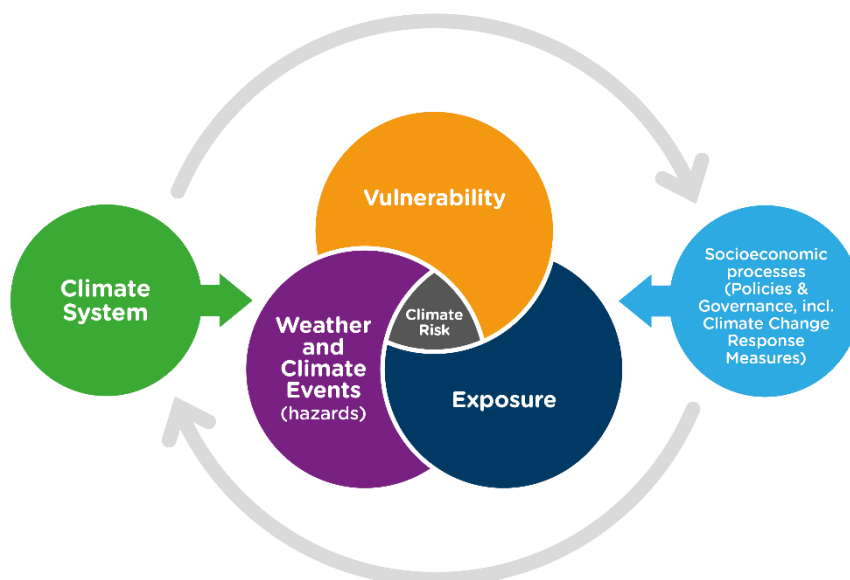 Vulnerability
Climate
System
Weather
and
Climate
Events
(hazards)
Climate
Risk
Exposure
Socioeconomic
processes
(Policies &
Governance, incl.
Climate Change
Response
Measures)